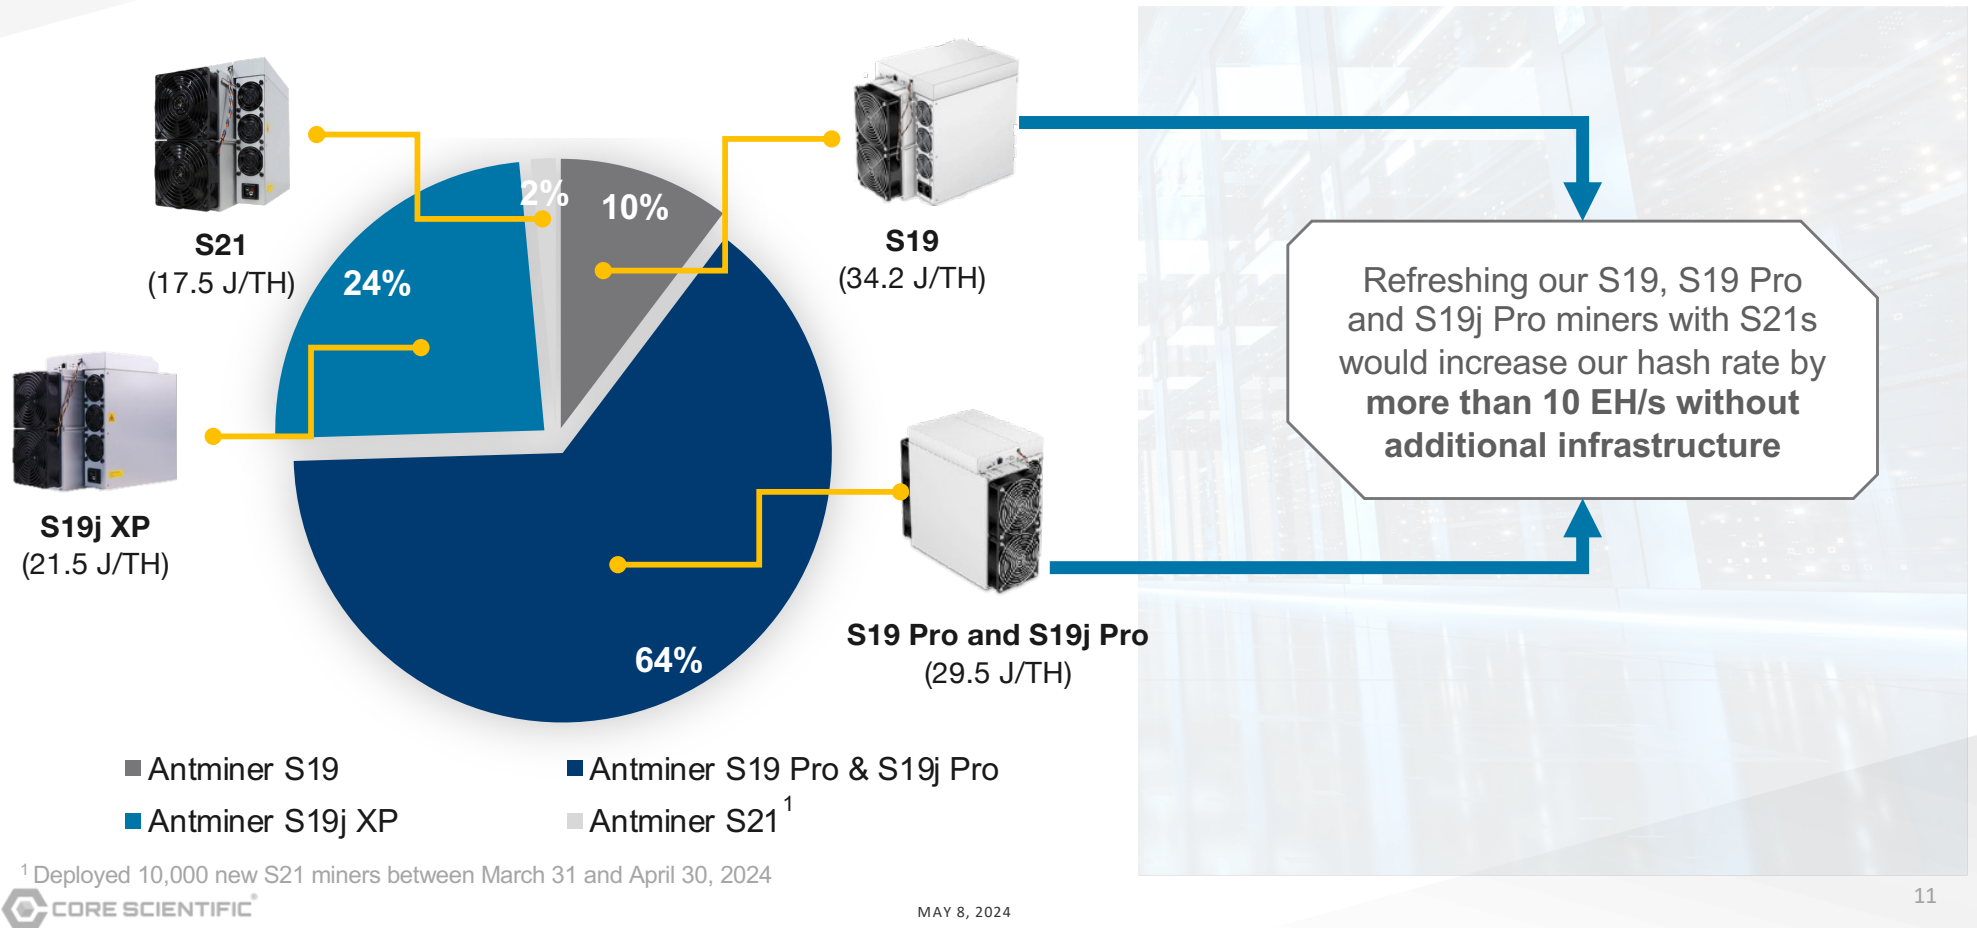 S21
(17.5 J/TH)
S19j XP
(21.5 J/TH)
2%
10%
24%
64%
S19
(34.2 J/TH)
S19 Pro and S19j Pro
(29.5 J/TH)
Refreshing our S19, S19 Pro
and S19j Pro miners with S21s
would increase our hash rate by
more than 10 EH/s without
additional infrastructure
Antminer S19
Antminer S19 Pro & S19j Pro
Antminer S19j XP
Antminer S21 1
1 Deployed 10,000 new S21 miners between March 31 and April 30, 2024
CORE SCIENTIFIC®
MAY 8, 2024
11